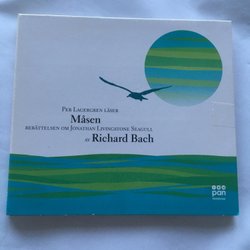 Per Lagergren läser
Måsen
berättelsen om Jonathan Livingstone Seagull
av Richard Bach
pan